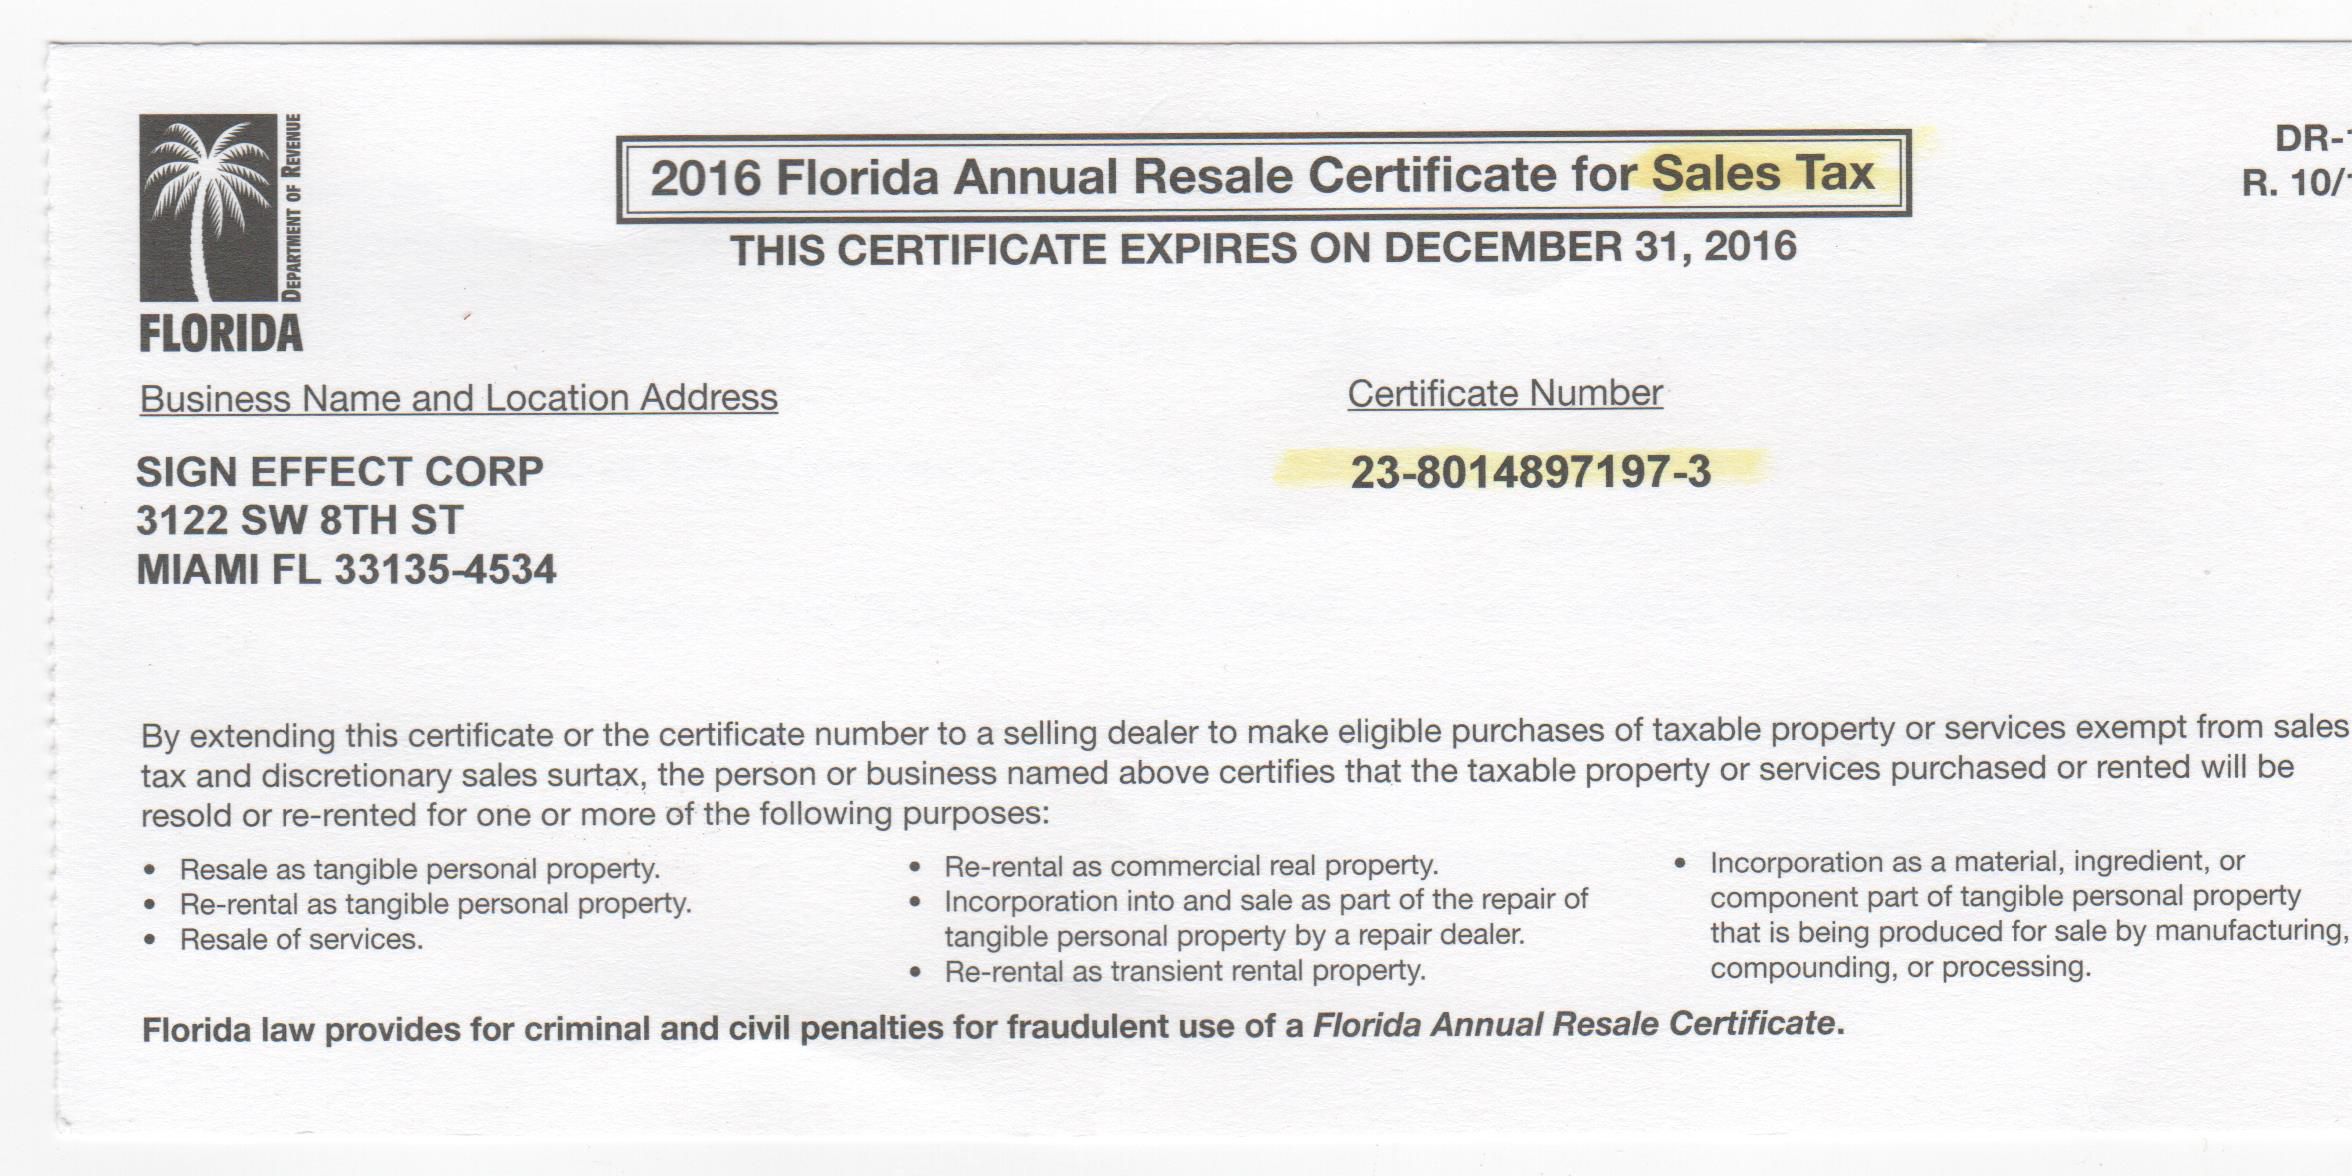 DEPARTMENT OF REVENUE
FLORIDA
2016 Florida Annual Resale Certificate for Sales Tax
THIS CERTIFICATE EXPIRES ON DECEMBER 31, 2016
DR-
R. 10/
Business Name and Location Address
SIGN EFFECT CORP
3122 SW 8TH ST
MIAMI FL 33135-4534
Certificate Number
23-8014897197-3
By extending this certificate or the certificate number to a selling dealer to make eligible purchases of taxable property or services exempt from sales
tax and discretionary sales surtax, the person or business named above certifies that the taxable property or services purchased or rented will be
resold or re-rented for one or more of the following purposes:
• Resale as tangible personal property.
• Re-rental as tangible personal property.
• Resale of services.
• Re-rental as commercial real property.
• Incorporation into and sale as part of the repair of
tangible personal property by a repair dealer.
• Re-rental as transient rental property.
• Incorporation as a material, ingredient, or
component part of tangible personal property
that is being produced for sale by manufacturing,
compounding, or processing.
Florida law provides for criminal and civil penalties for fraudulent use of a Florida Annual Resale Certificate.